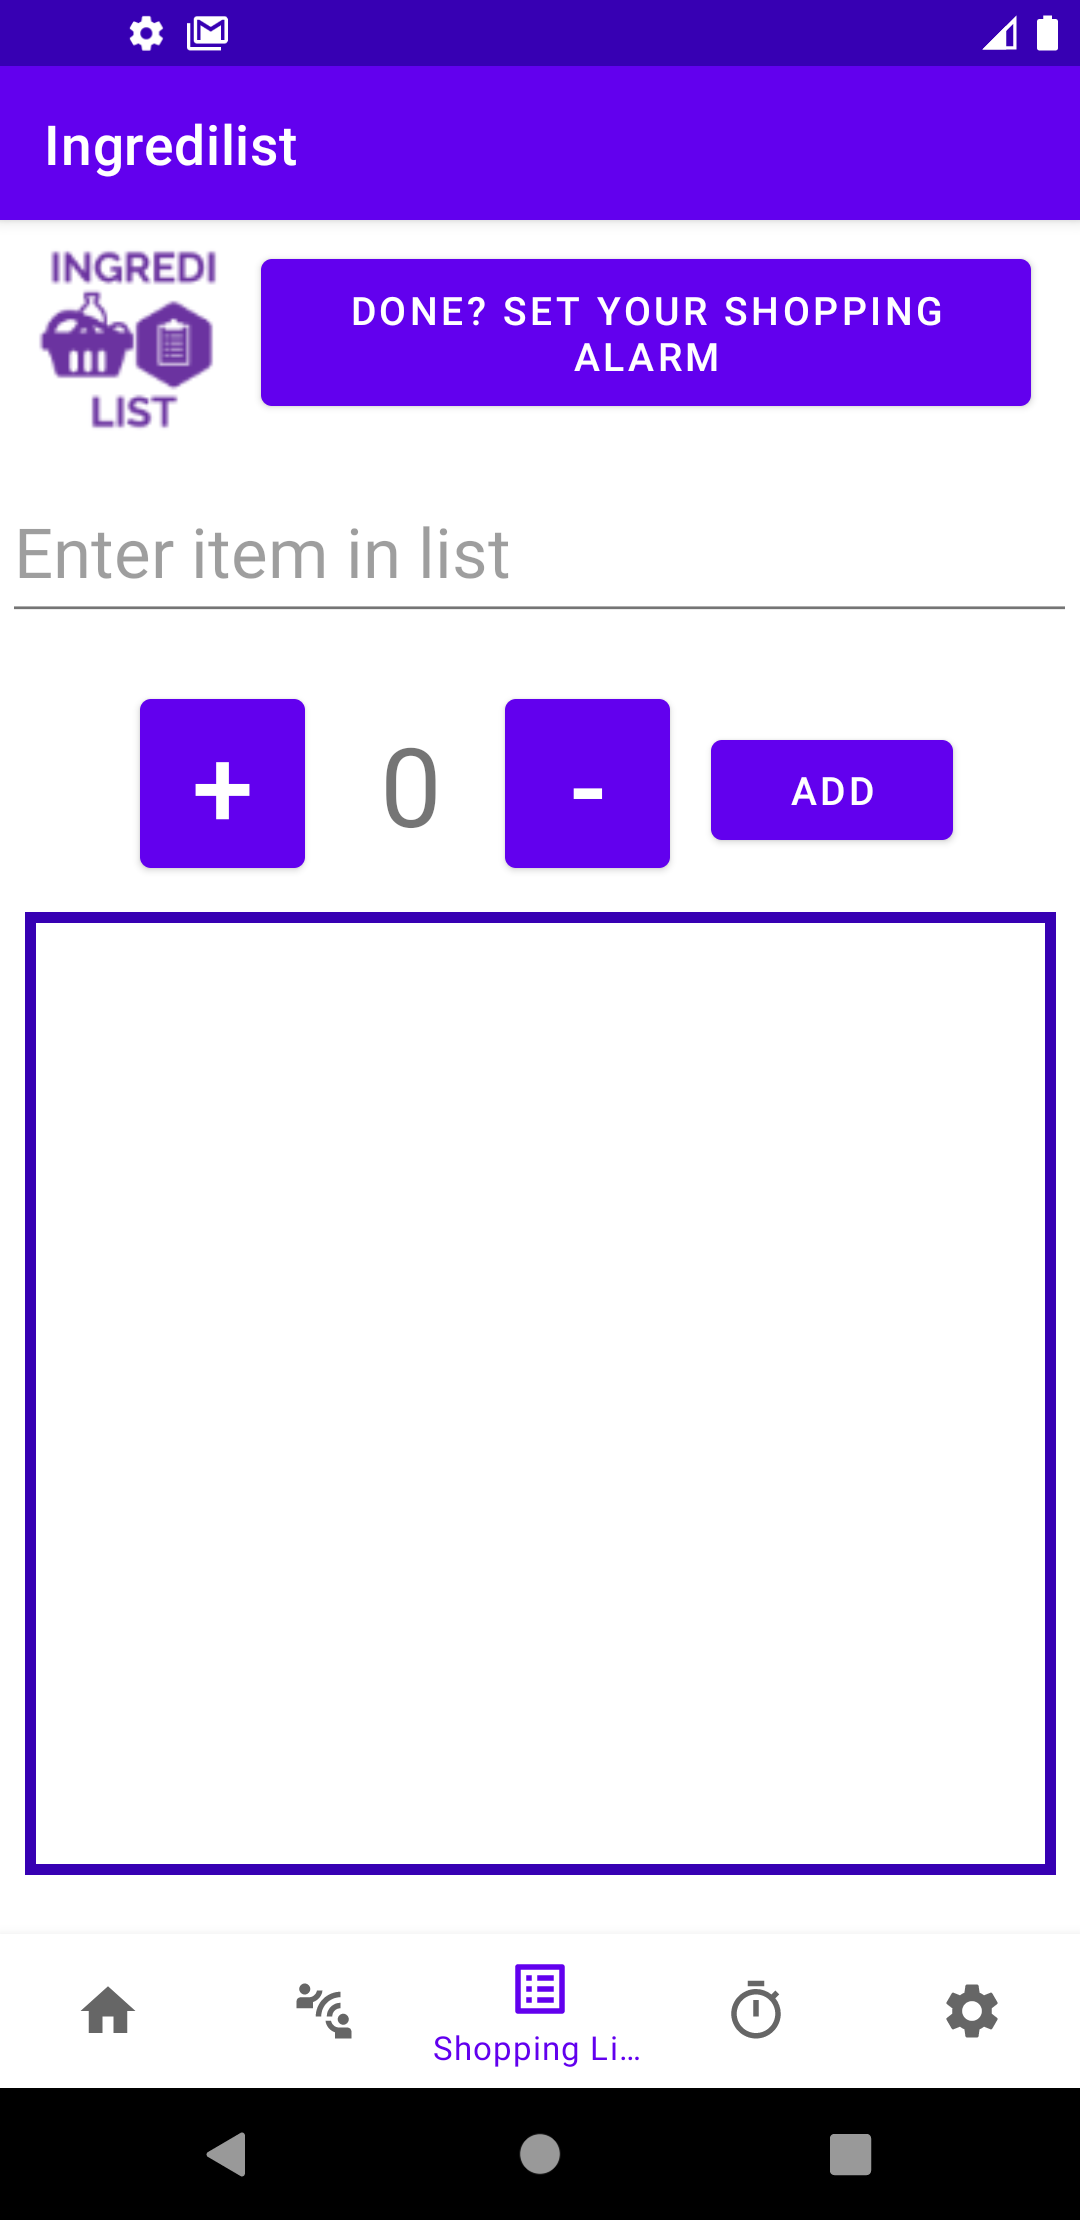 Ingredilist
INGREDI
LIST
DONE? SET YOUR SHOPPING
ALARM
Enter item in list
+ 0 - ADD
Shopping Li...